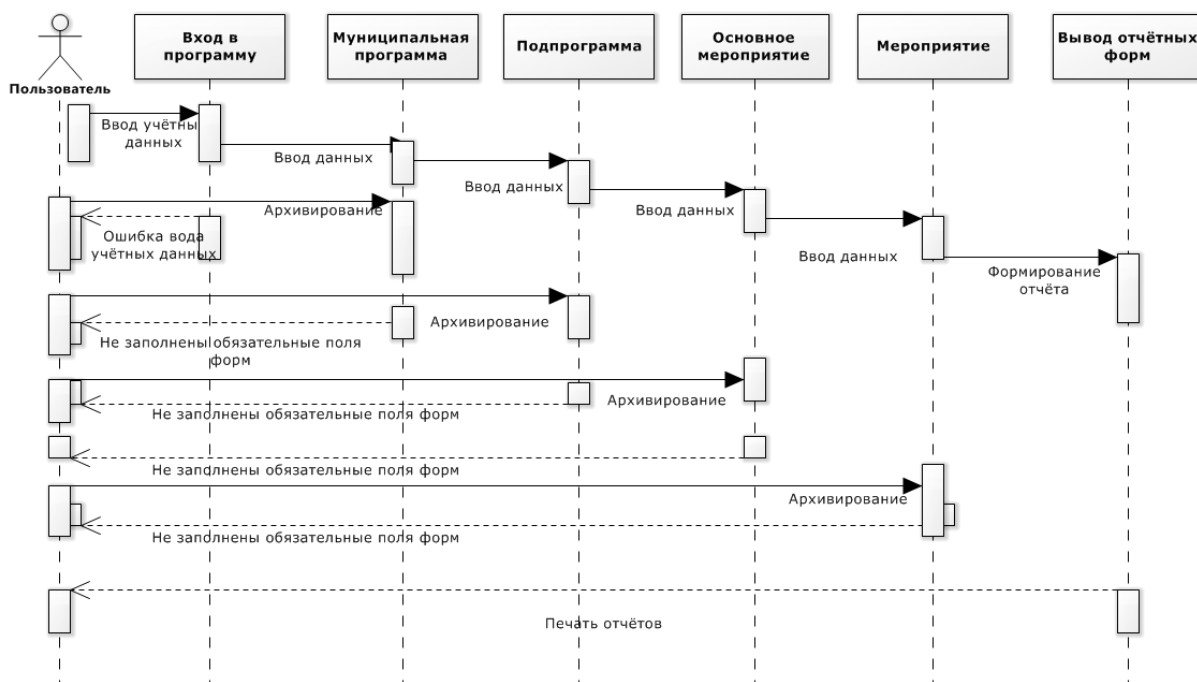 Вход в
программу
Муниципальная
программа
Подпрограмма
Основное
мероприятие
Мероприятие
Вывод отчётных
форм
Пользователь
Ввод учётны
данных
Ввод данных
Ввод данных
Ввод данных
Ввод данных
Формирование
отчёта
Архивирование
Ошибка вода
учётных данных
Архивирование
Не заполнены обязательные поля
форм
Архивирование
Не заполнены обязательные поля форм
Не заполнены обязательные поля форм
Архивирование
Не заполнены обязательные поля форм
Печать отчётов